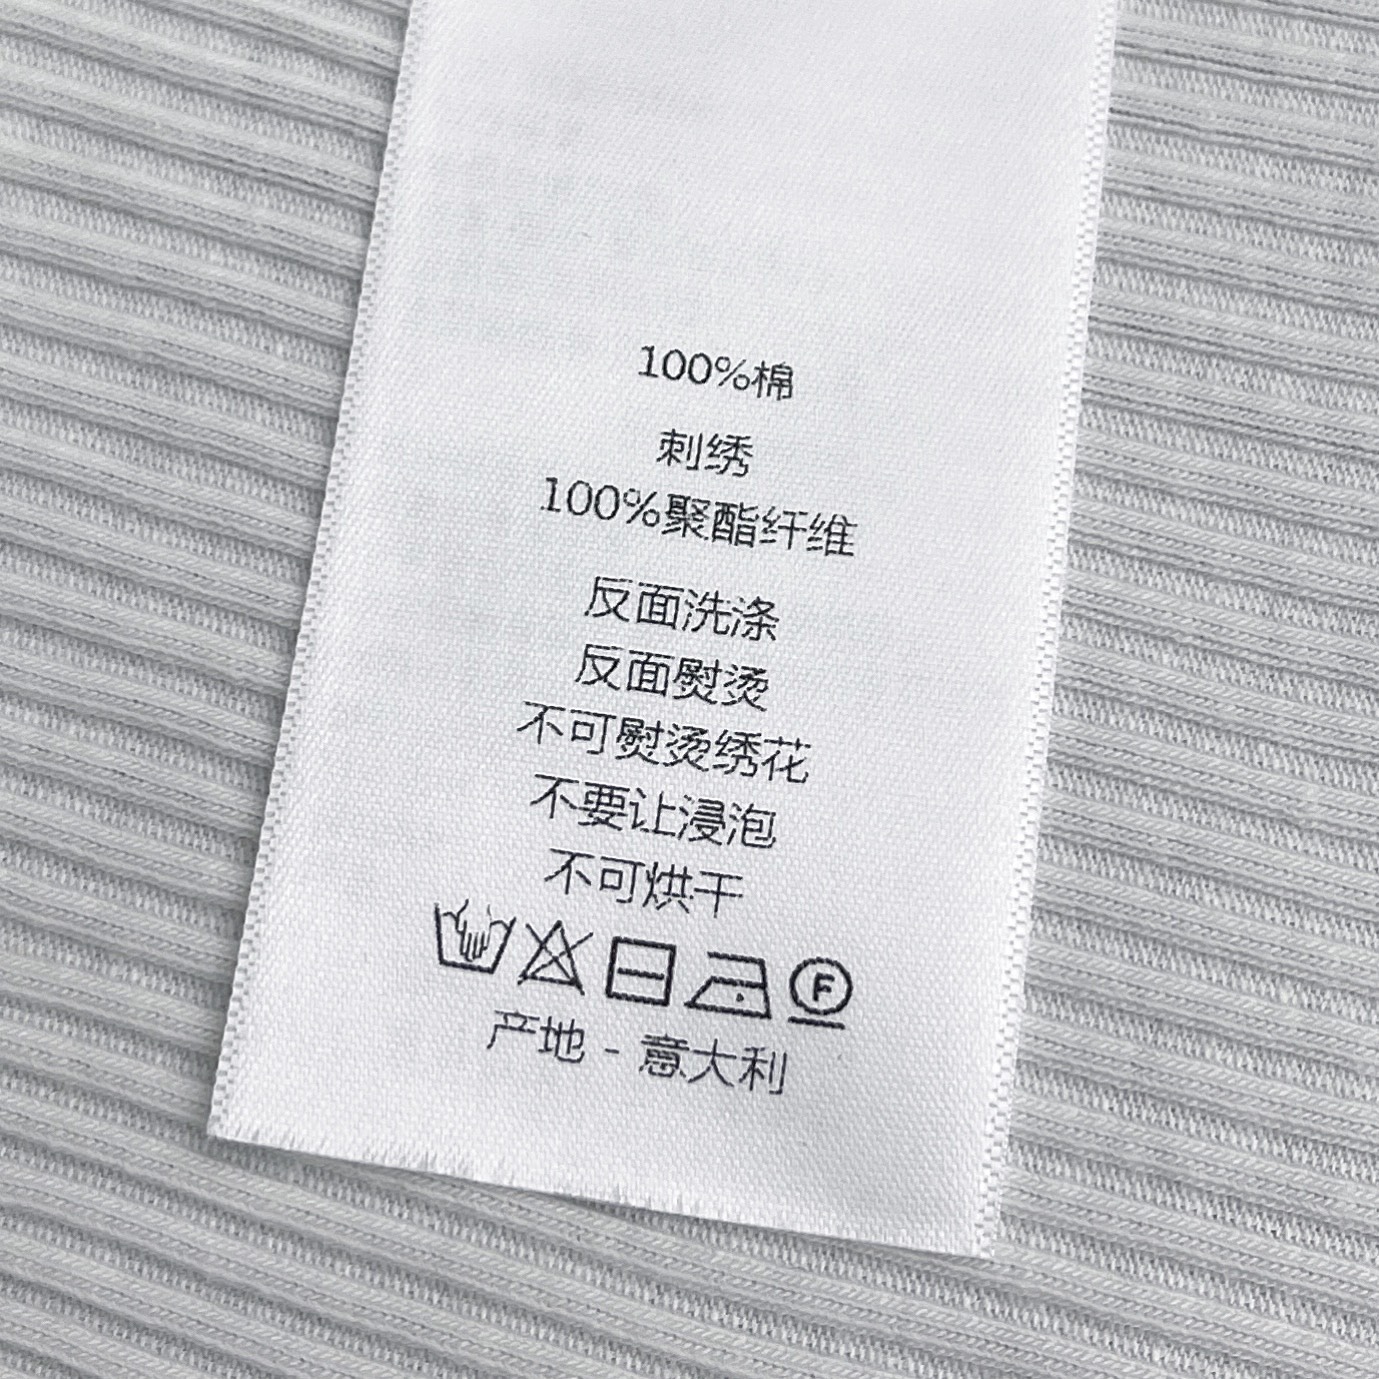 100%棉
刺绣
100%聚酯纤维
反面洗涤
反面熨烫
不可熨烫绣花
不要让浸泡
不可烘干
F
产地 - 意大利